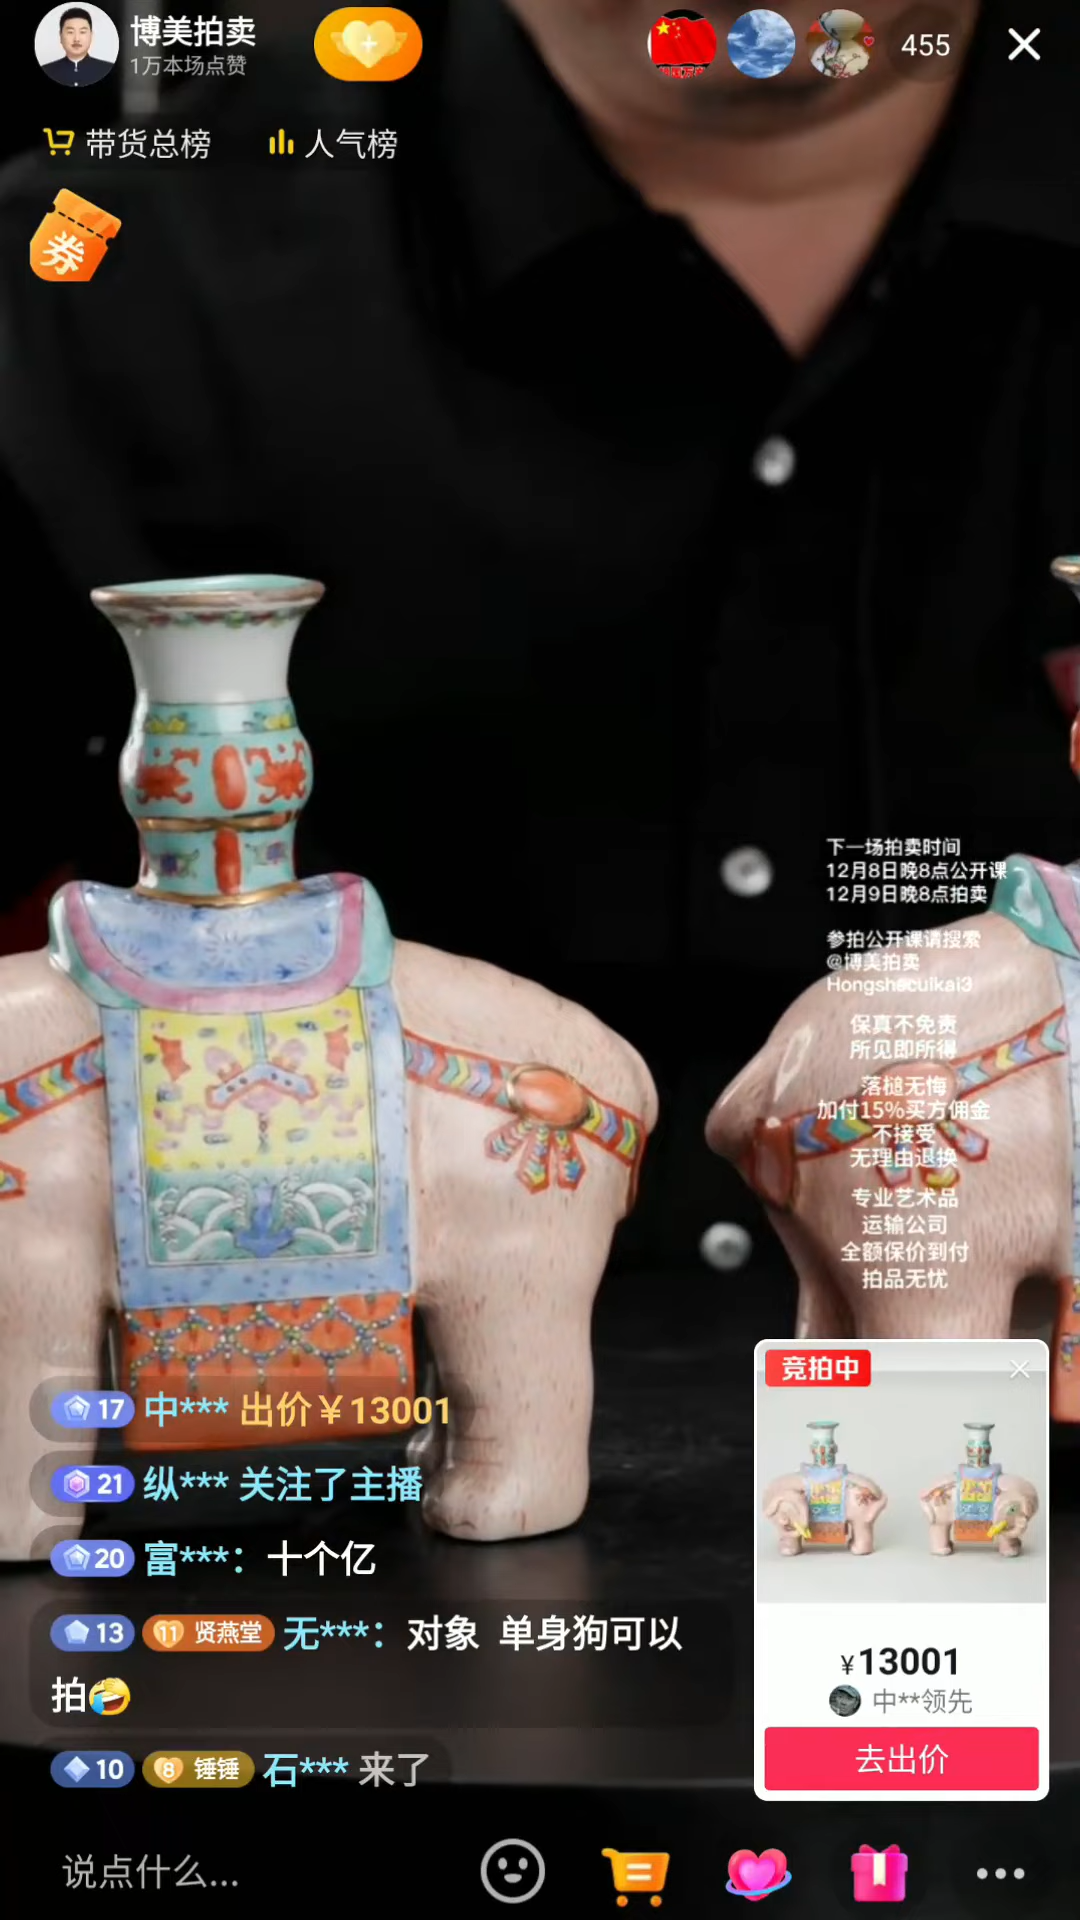 博美拍卖
1万本场点赞
455
带货总榜
人气榜
券
下一场拍卖时间
12月8日晚8点公开课
12月9日晚8点拍卖
参拍公开课请搜索
@博美拍卖
Hongshecuikai3
保真不免责
所见即所得
落槌无悔
加付15%买方佣金
不接受
无理由退换
专业艺术品
运输公司
全额保价到付
拍品无忧
竞拍中
17 中*** 出价￥13001
21 纵*** 关注了主播
20 富***：十个亿
13 11 贤燕堂 无***：对象 单身狗可以
拍🤣
10 8 锤锤 石*** 来了
¥13001
中**领先
去出价
说点什么...